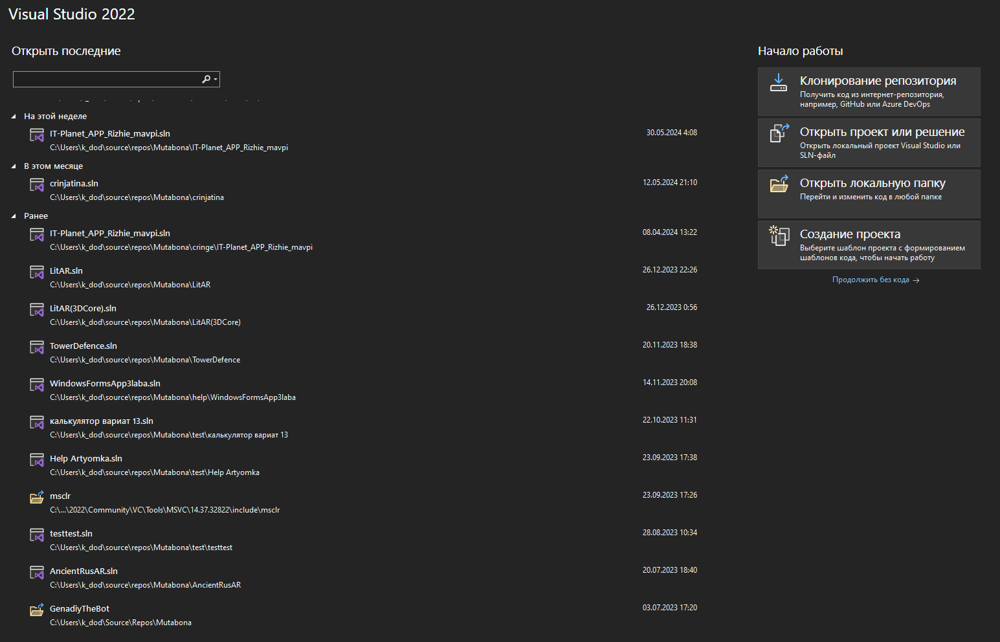 Visual Studio 2022
Открыть последние
На этой неделе
IT-Planet_APP_Rizhie_mavpi.sln
30.05.2024 4:08
C:\Users\k_dod\source\repos\Mutabona\IT-Planet_APP_Rizhie_mavpi
В этом месяце
crinjatina.sln
12.05.2024 21:10
C:\Users\k_dod\source\repos\Mutabona\crinjatina
Ранее
IT-Planet_APP_Rizhie_mavpi.sln
08.04.2024 13:22
C:\Users\k_dod\source\repos\Mutabona\cringe\IT-Planet_APP_Rizhie_mavpi
LitAR.sln
26.12.2023 22:26
C:\Users\k_dod\source\repos\Mutabona\LitAR
LitAR(3DCore).sln
26.12.2023 0:56
C:\Users\k_dod\source\repos\Mutabona\LitAR(3DCore)
TowerDefence.sln
20.11.2023 18:38
C:\Users\k_dod\source\repos\Mutabona\TowerDefence
WindowsFormsApp3laba.sln
14.11.2023 20:08
C:\Users\k_dod\source\repos\Mutabona\help\WindowsFormsApp3laba
калькулятор вариат 13.sln
22.10.2023 11:31
C:\Users\k_dod\source\repos\Mutabona\test\калькулятор вариат 13
Help Artyomka.sln
23.09.2023 17:38
C:\Users\k_dod\source\repos\Mutabona\test\Help Artyomka
msclr
23.09.2023 17:26
C:\...\2022\Community\VC\Tools\MSVC\14.37.32822\include\msclr
testtest.sln
28.08.2023 10:34
C:\Users\k_dod\source\repos\Mutabona\test\testtest
AncientRusAR.sln
20.07.2023 18:40
C:\Users\k_dod\source\repos\Mutabona\AncientRusAR
GenadiyTheBot
03.07.2023 17:20
C:\Users\k_dod\Source\Repos\Mutabona
Начало работы
Клонирование репозитория
Получить код из интернет-репозитория,
например, GitHub или Azure DevOps
Открыть проект или решение
Открыть локальный проект Visual Studio или
SLN-файл
Открыть локальную папку
Перейти и изменить код в любой папке
Создание проекта
Выберите шаблон проекта с формированием
шаблонов кода, чтобы начать работу
Продолжить без кода →